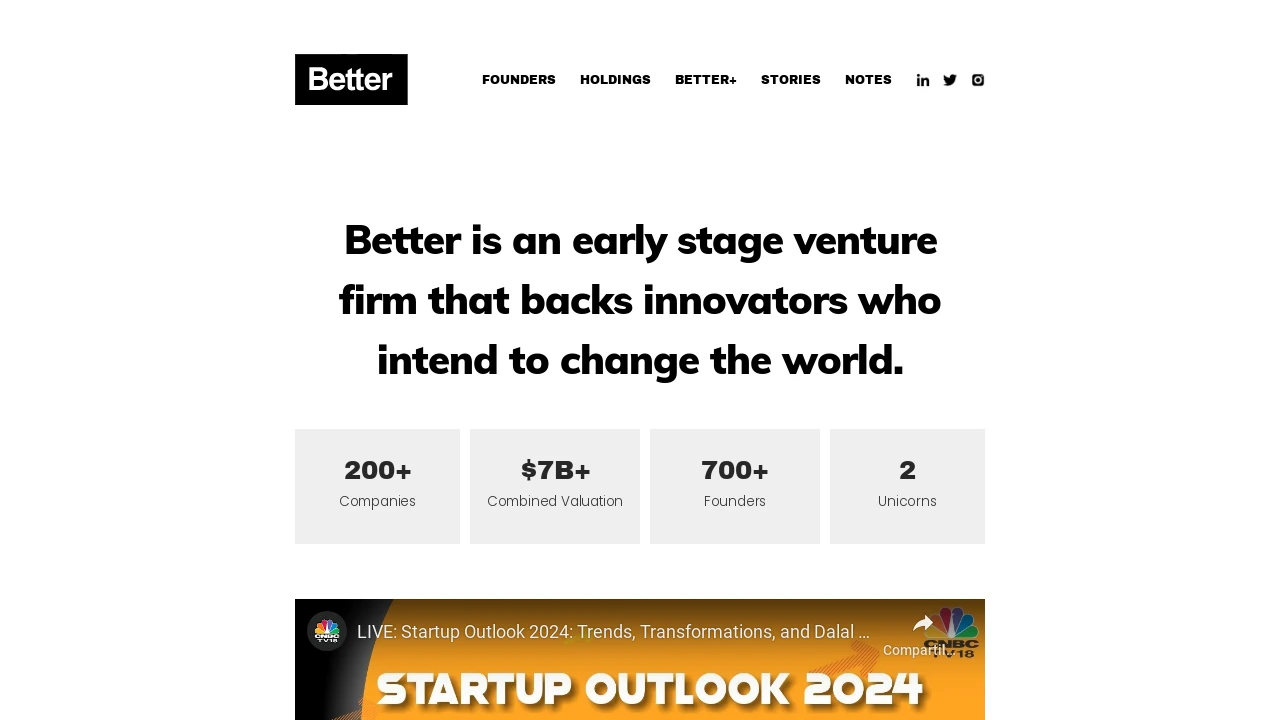 Better
FOUNDERS HOLDINGS BETTER+ STORIES NOTES
Better is an early stage venture
firm that backs innovators who
intend to change the world.
200+ $7B+ 700+ 2
Companies Combined Valuation Founders Unicorns
LIVE: Startup Outlook 2024: Trends, Transformations, and Dalal ...
CNBC
TV18
Compartil...
CNBC
TV18
STARTUP OUTLOOK 2024